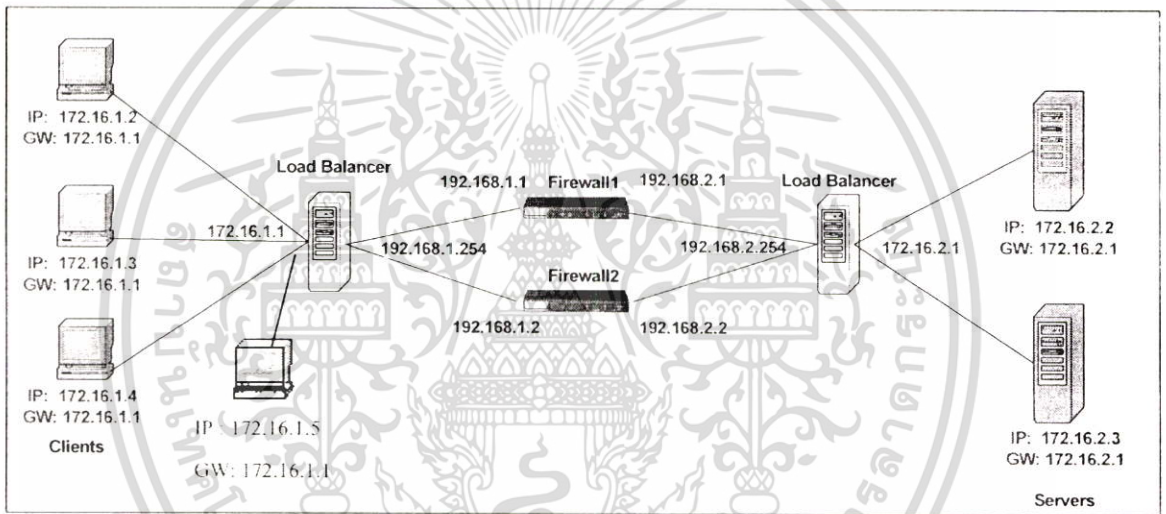 IP: 172.16.1.2
GW: 172.16.1.1
IP: 172.16.1.3
GW: 172.16.1.1
IP: 172.16.1.4
GW: 172.16.1.1
Clients
Load Balancer
172.16.1.1
192.168.1.254
IP : 172.16.1.5
GW: 172.16.1.1
192.168.1.1
Firewall1
192.168.2.1
Firewall2
192.168.1.2
192.168.2.2
Load Balancer
192.168.2.254
172.16.2.1
IP: 172.16.2.2
GW: 172.16.2.1
IP: 172.16.2.3
GW: 172.16.2.1
Servers